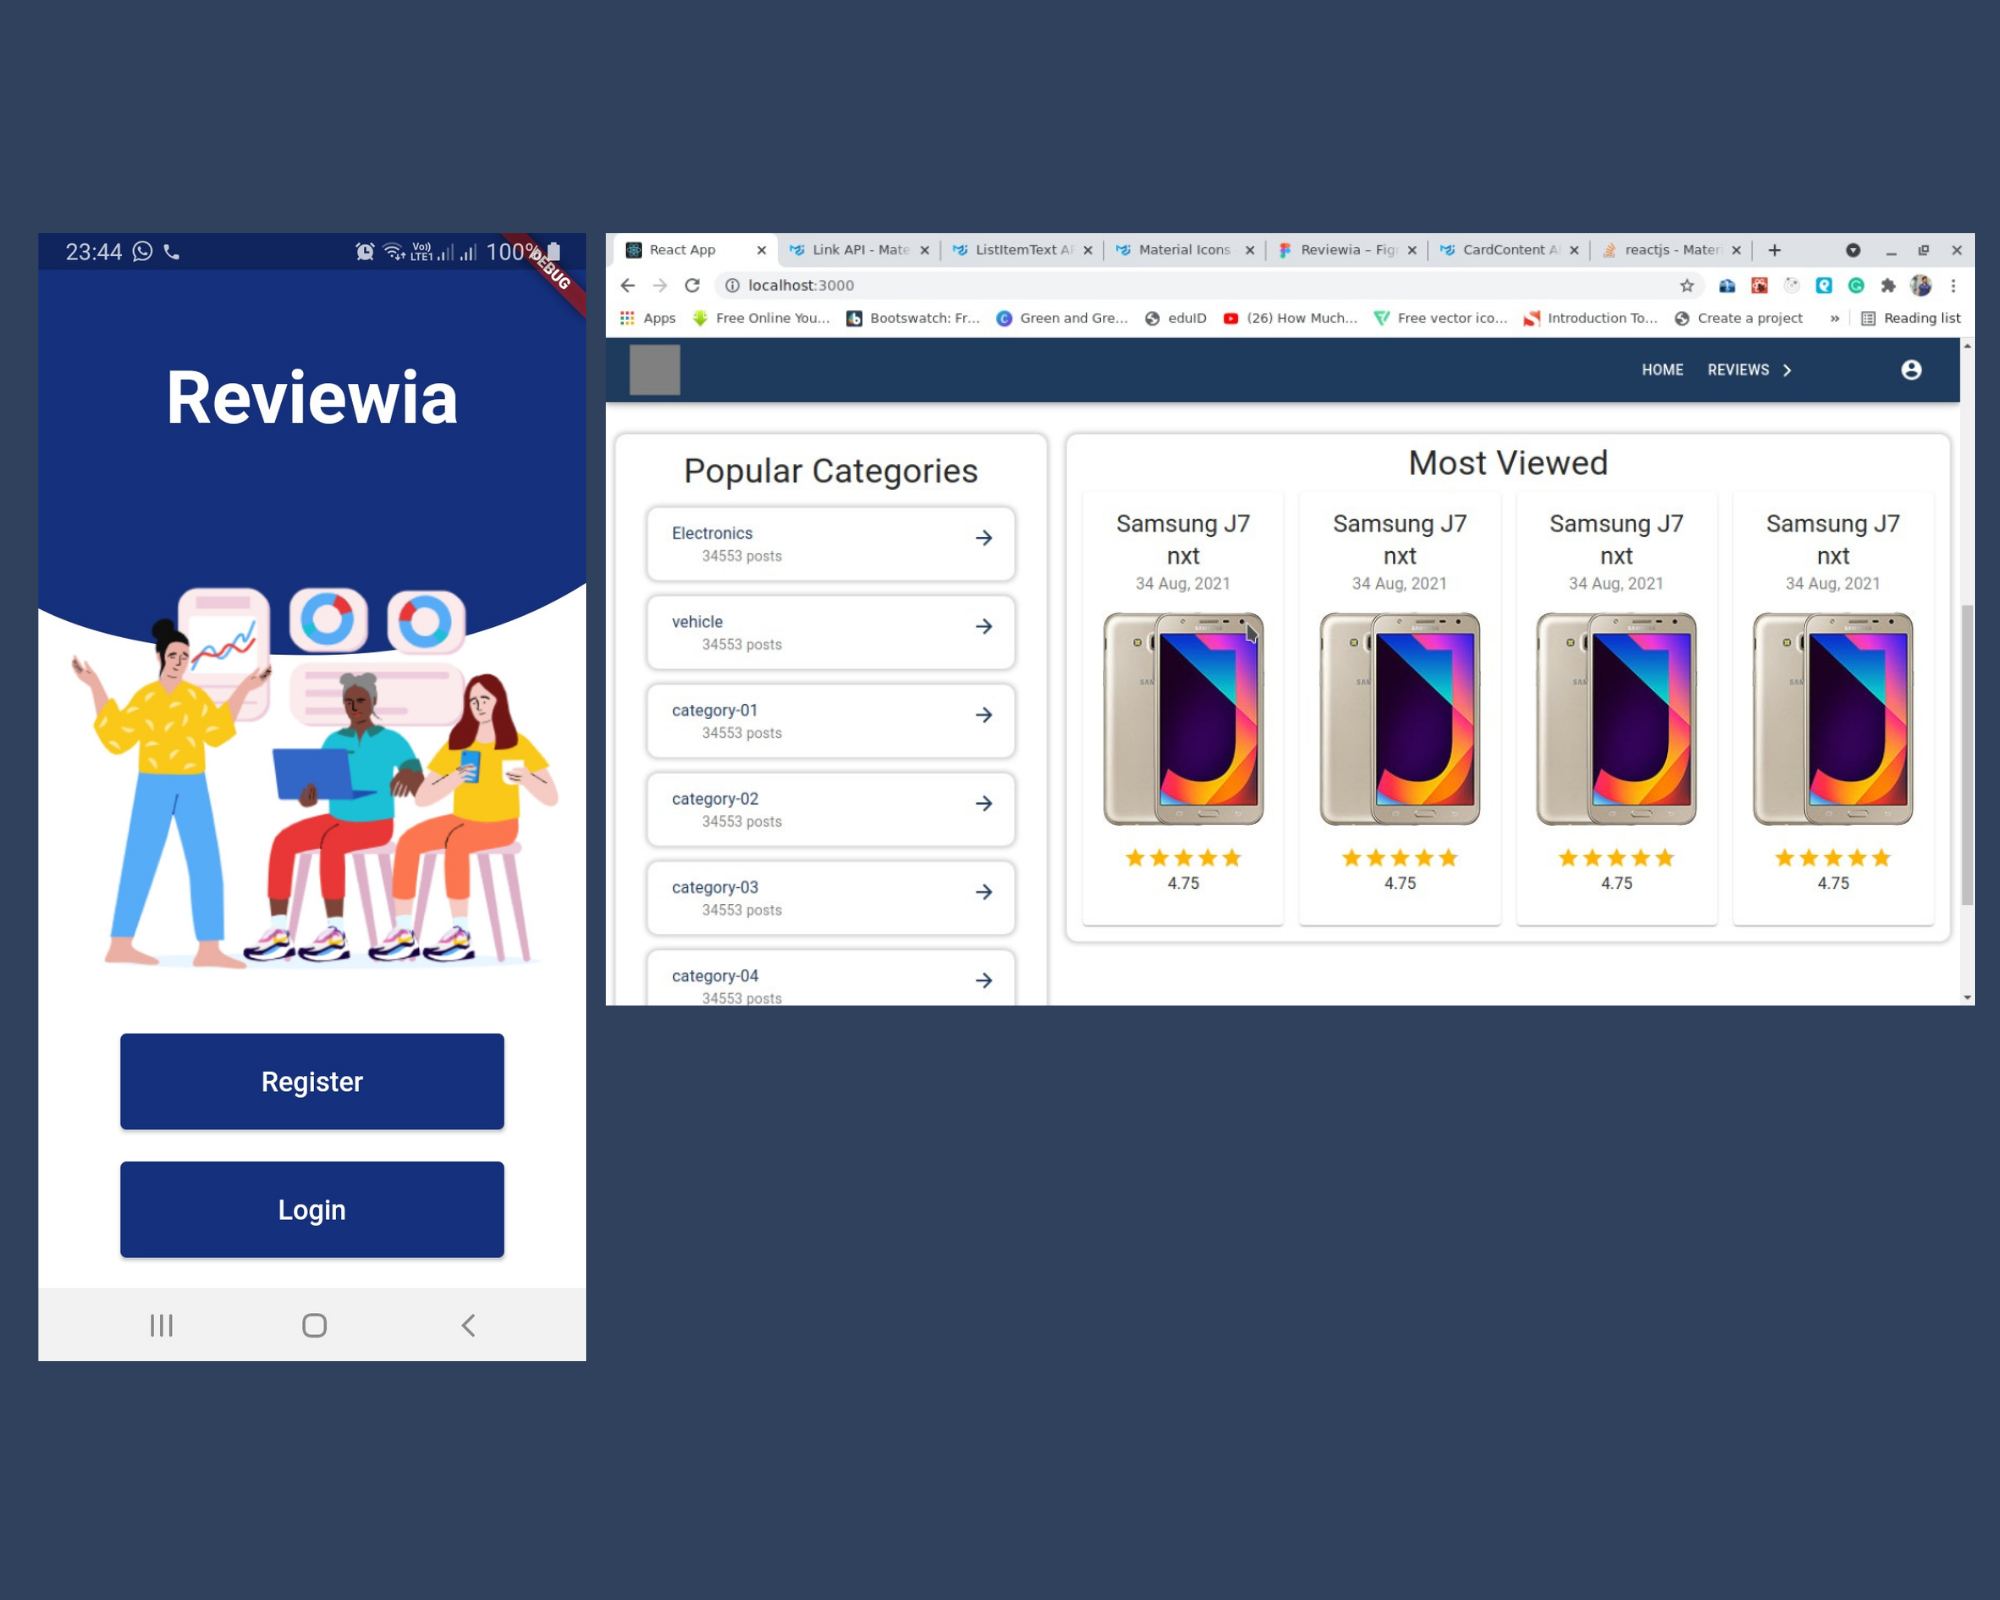 23:44
Vo))
LTE1
100%
DEBUG
Reviewia
Register
Login
React App
Link API - Mate
ListItemText AP
Material Icons
Reviewia – Fig
CardContent A
reactjs - Mater
localhost:3000
Apps
Free Online You...
Bootswatch: Fr...
Green and Gre...
eduID
(26) How Much...
Free vector ico...
Introduction To...
Create a project
»
Reading list
HOME
REVIEWS
Popular Categories
Electronics
34553 posts
vehicle
34553 posts
category-01
34553 posts
category-02
34553 posts
category-03
34553 posts
category-04
34553 posts
Most Viewed
Samsung J7
nxt
34 Aug, 2021
4.75
Samsung J7
nxt
34 Aug, 2021
4.75
Samsung J7
nxt
34 Aug, 2021
4.75
Samsung J7
nxt
34 Aug, 2021
4.75